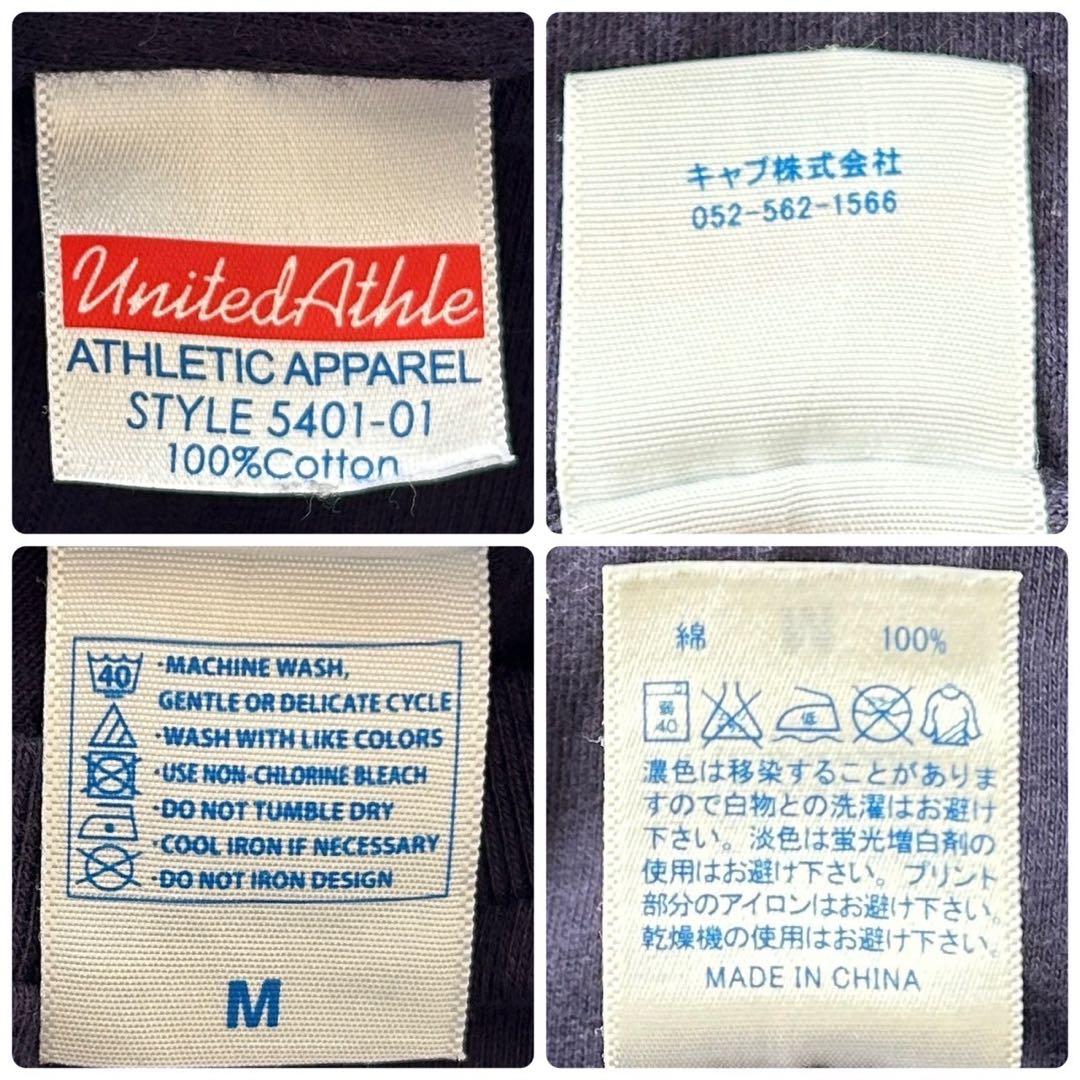 UnitedAthle
ATHLETIC APPAREL
STYLE 5401-01
100%Cotton
キャブ株式会社
052-562-1566
40
·MACHINE WASH,
GENTLE OR DELICATE CYCLE
·WASH WITH LIKE COLORS
·USE NON-CHLORINE BLEACH
·DO NOT TUMBLE DRY
·COOL IRON IF NECESSARY
·DO NOT IRON DESIGN
M
綿 100%
弱 低
40
濃色は移染することがありま
すので白物との洗濯はお避け
下さい。淡色は蛍光増白剤の
使用はお避け下さい。プリント
部分のアイロンはお避け下さい。
乾燥機の使用はお避け下さい。
MADE IN CHINA